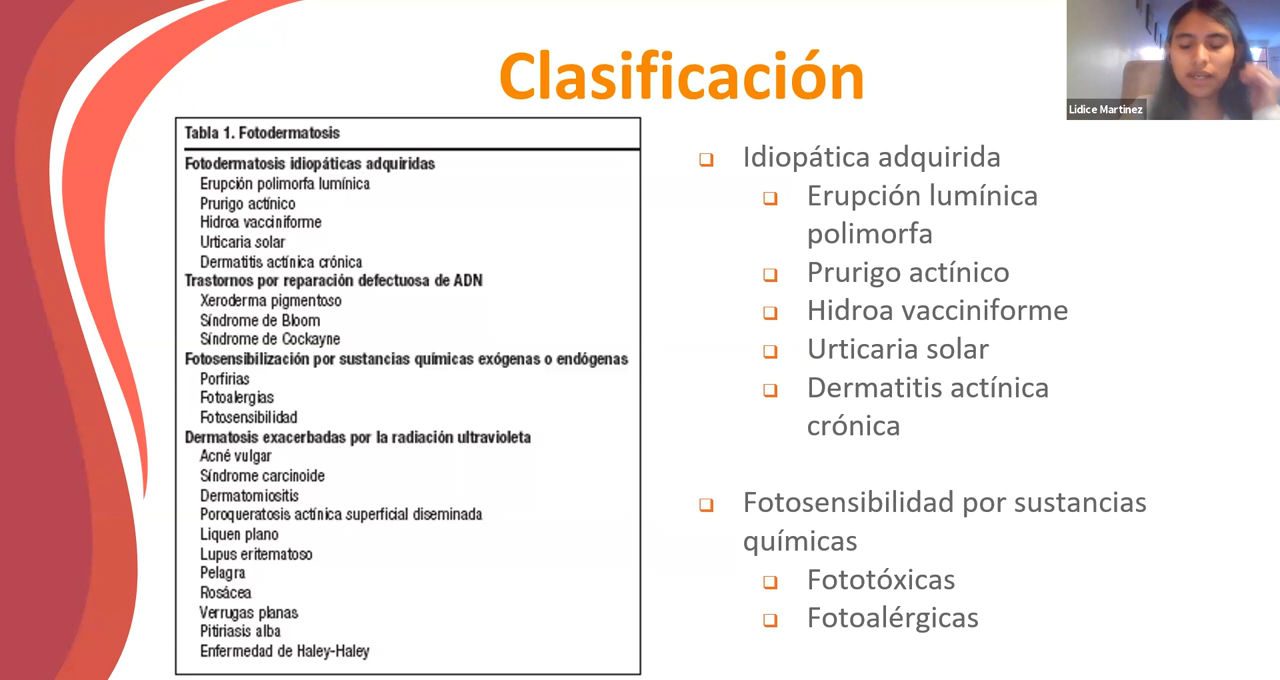 Clasificación
Lidice Martinez
Tabla 1. Fotodermatosis
Fotodermatosis idiopáticas adquiridas
Erupción polimorfa lumínica
Prurigo actínico
Hidroa vacciniforme
Urticaria solar
Dermatitis actínica crónica
Trastornos por reparación defectuosa de ADN
Xeroderma pigmentoso
Síndrome de Bloom
Síndrome de Cockayne
Fotosensibilización por sustancias químicas exógenas o endógenas
Porfirias
Fotoalergias
Fotosensibilidad
Dermatosis exacerbadas por la radiación ultravioleta
Acné vulgar
Síndrome carcinoide
Dermatomiositis
Poroqueratosis actínica superficial diseminada
Liquen plano
Lupus eritematoso
Pelagra
Rosácea
Verrugas planas
Pitiriasis alba
Enfermedad de Haley-Haley
Idiopática adquirida
Erupción lumínica
polimorfa
Prurigo actínico
Hidroa vacciniforme
Urticaria solar
Dermatitis actínica
crónica
Fotosensibilidad por sustancias
químicas
Fototóxicas
Fotoalérgicas